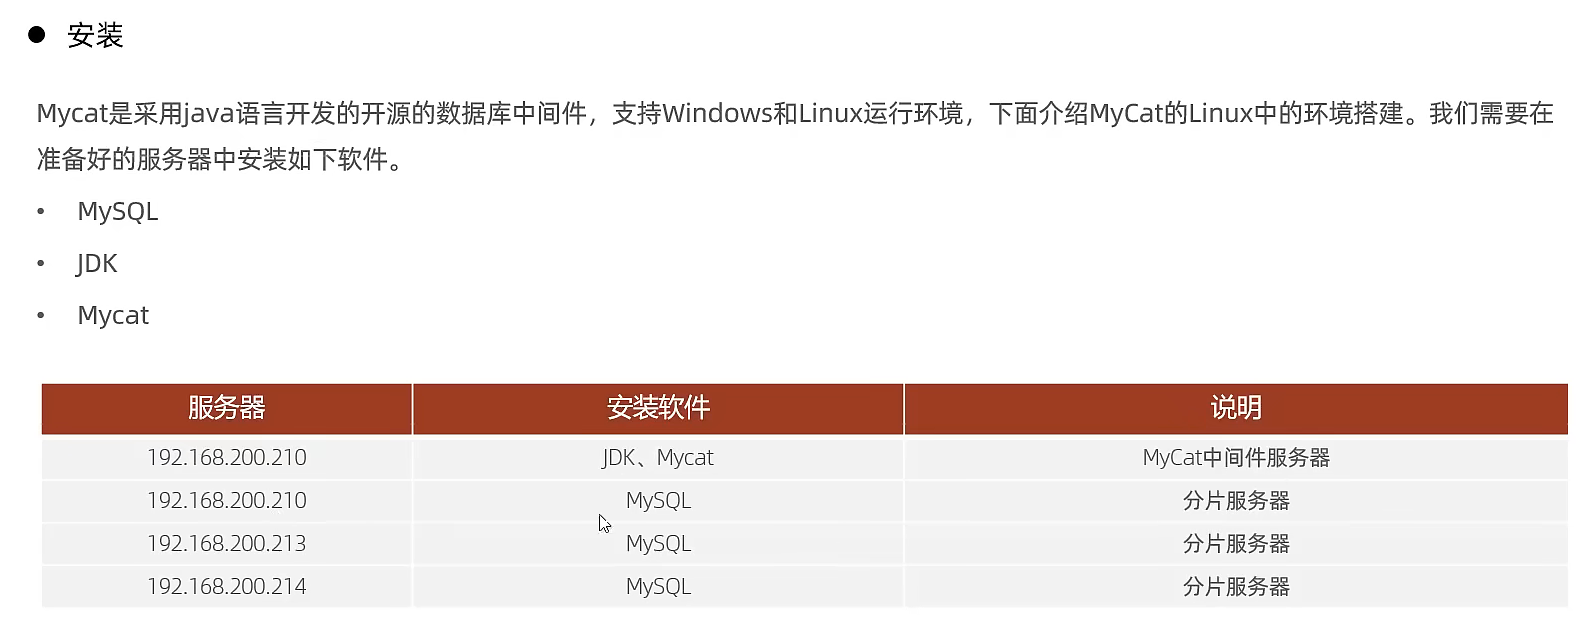 ● 安装
Mycat是采用java语言开发的开源的数据库中间件，支持Windows和Linux运行环境，下面介绍MyCat的Linux中的环境搭建。我们需要在
准备好的服务器中安装如下软件。
• MySQL
• JDK
• Mycat
服务器 安装软件 说明
192.168.200.210 JDK、Mycat MyCat中间件服务器
192.168.200.210 MySQL 分片服务器
192.168.200.213 MySQL 分片服务器
192.168.200.214 MySQL 分片服务器